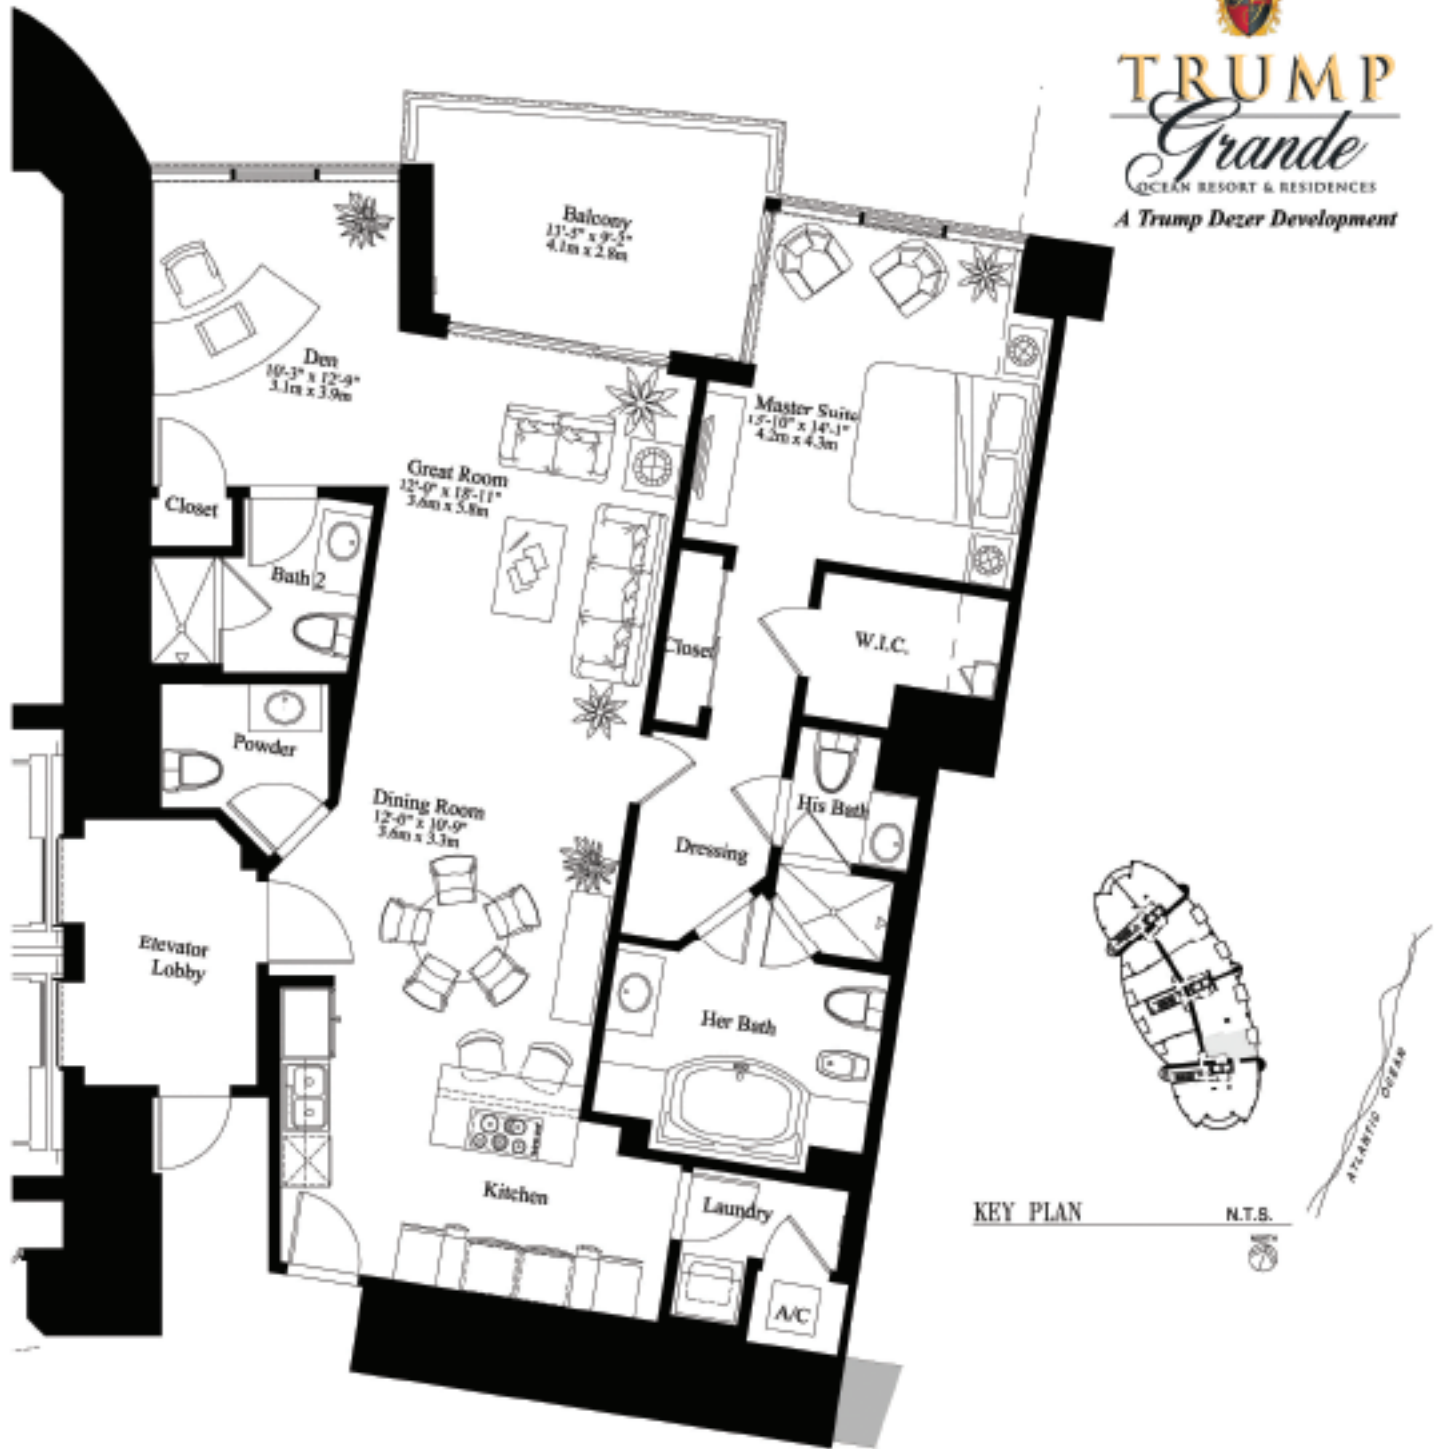 TRUMP
Grande
OCEAN RESORT & RESIDENCES
A Trump Dezer Development
Balcony
13'-5" x 9'-2"
4.1m x 2.8m
Den
10'-3" x 12'-9"
3.1m x 3.9m
Master Suite
13'-10" x 14'-1"
4.2m x 4.3m
Great Room
12'-0" x 18'-11"
3.6m x 5.8m
Closet
Bath 2
Closet
W.I.C.
Powder
Dining Room
12'-0" x 10'-9"
3.6m x 3.3m
His Bath
Dressing
Elevator
Lobby
Her Bath
Kitchen
Laundry
A/C
ATLANTIC OCEAN
KEY PLAN
N.T.S.
NORTH